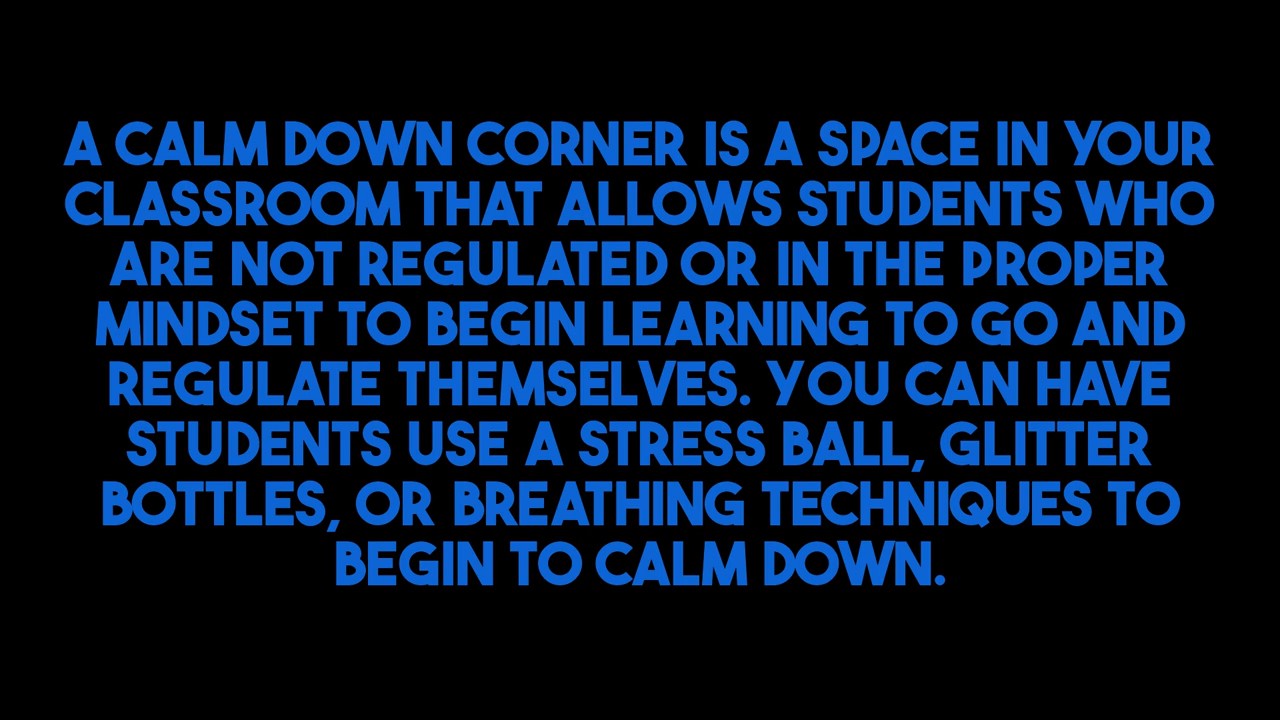 A CALM DOWN CORNER IS A SPACE IN YOUR
CLASSROOM THAT ALLOWS STUDENTS WHO
ARE NOT REGULATED OR IN THE PROPER
MINDSET TO BEGIN LEARNING TO GO AND
REGULATE THEMSELVES. YOU CAN HAVE
STUDENTS USE A STRESS BALL, GLITTER
BOTTLES, OR BREATHING TECHNIQUES TO
BEGIN TO CALM DOWN.